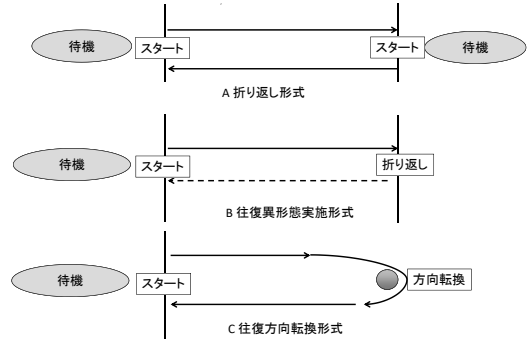 待機
スタート
スタート
待機
A 折り返し形式
待機
スタート
折り返し
B 往復異形態実施形式
待機
スタート
方向転換
C 往復方向転換形式